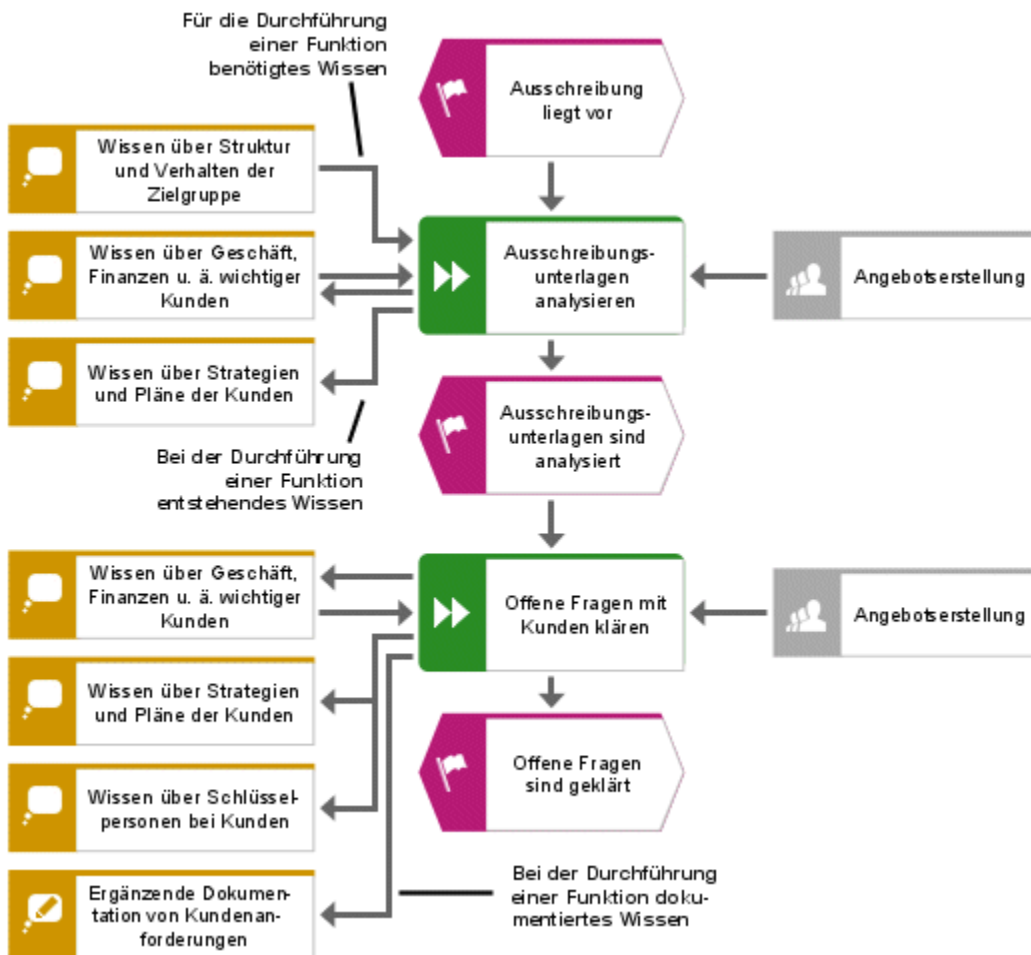 Für die Durchführung
einer Funktion
benötigtes Wissen
Ausschreibung
liegt vor
Wissen über Struktur
und Verhalten der
Zielgruppe
Wissen über Geschäft,
Finanzen u. ä. wichtiger
Kunden
Ausschreibungs-
unterlagen
analysieren
Angebotserstellung
Wissen über Strategien
und Pläne der Kunden
Ausschreibungs-
unterlagen sind
analysiert
Bei der Durchführung
einer Funktion
entstehendes Wissen
Wissen über Geschäft,
Finanzen u. ä. wichtiger
Kunden
Offene Fragen mit
Kunden klären
Angebotserstellung
Wissen über Strategien
und Pläne der Kunden
Offene Fragen
sind geklärt
Wissen über Schlüssel-
personen bei Kunden
Bei der Durchführung
einer Funktion doku-
mentiertes Wissen
Ergänzende Dokumen-
tation von Kundenan-
forderungen